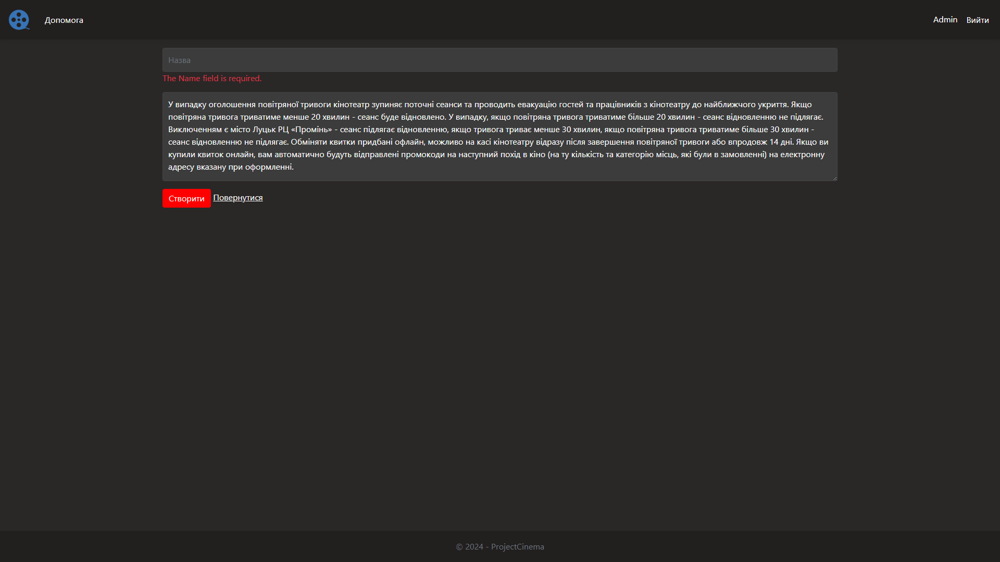 Допомога
Admin
Вийти
Назва
The Name field is required.
У випадку оголошення повітряної тривоги кінотеатр зупиняє поточні сеанси та проводить евакуацію гостей та працівників з кінотеатру до найближчого укриття. Якщо
повітряна тривога триватиме менше 20 хвилин - сеанс буде відновлено. У випадку, якщо повітряна тривога триватиме більше 20 хвилин - сеанс відновленню не підлягає.
Виключенням є місто Луцьк РЦ «Промінь» - сеанс підлягає відновленню, якщо тривога триває менше 30 хвилин, якщо повітряна тривога триватиме більше 30 хвилин -
сеанс відновленню не підлягає. Обміняти квитки придбані офлайн, можливо на касі кінотеатру відразу після завершення повітряної тривоги або впродовж 14 дні. Якщо ви
купили квиток онлайн, вам автоматично будуть відправлені промокоди на наступний похід в кіно (на ту кількість та категорію місць, які були в замовленні) на електронну
адресу вказану при оформленні.
Створити
Повернутися
© 2024 - ProjectCinema